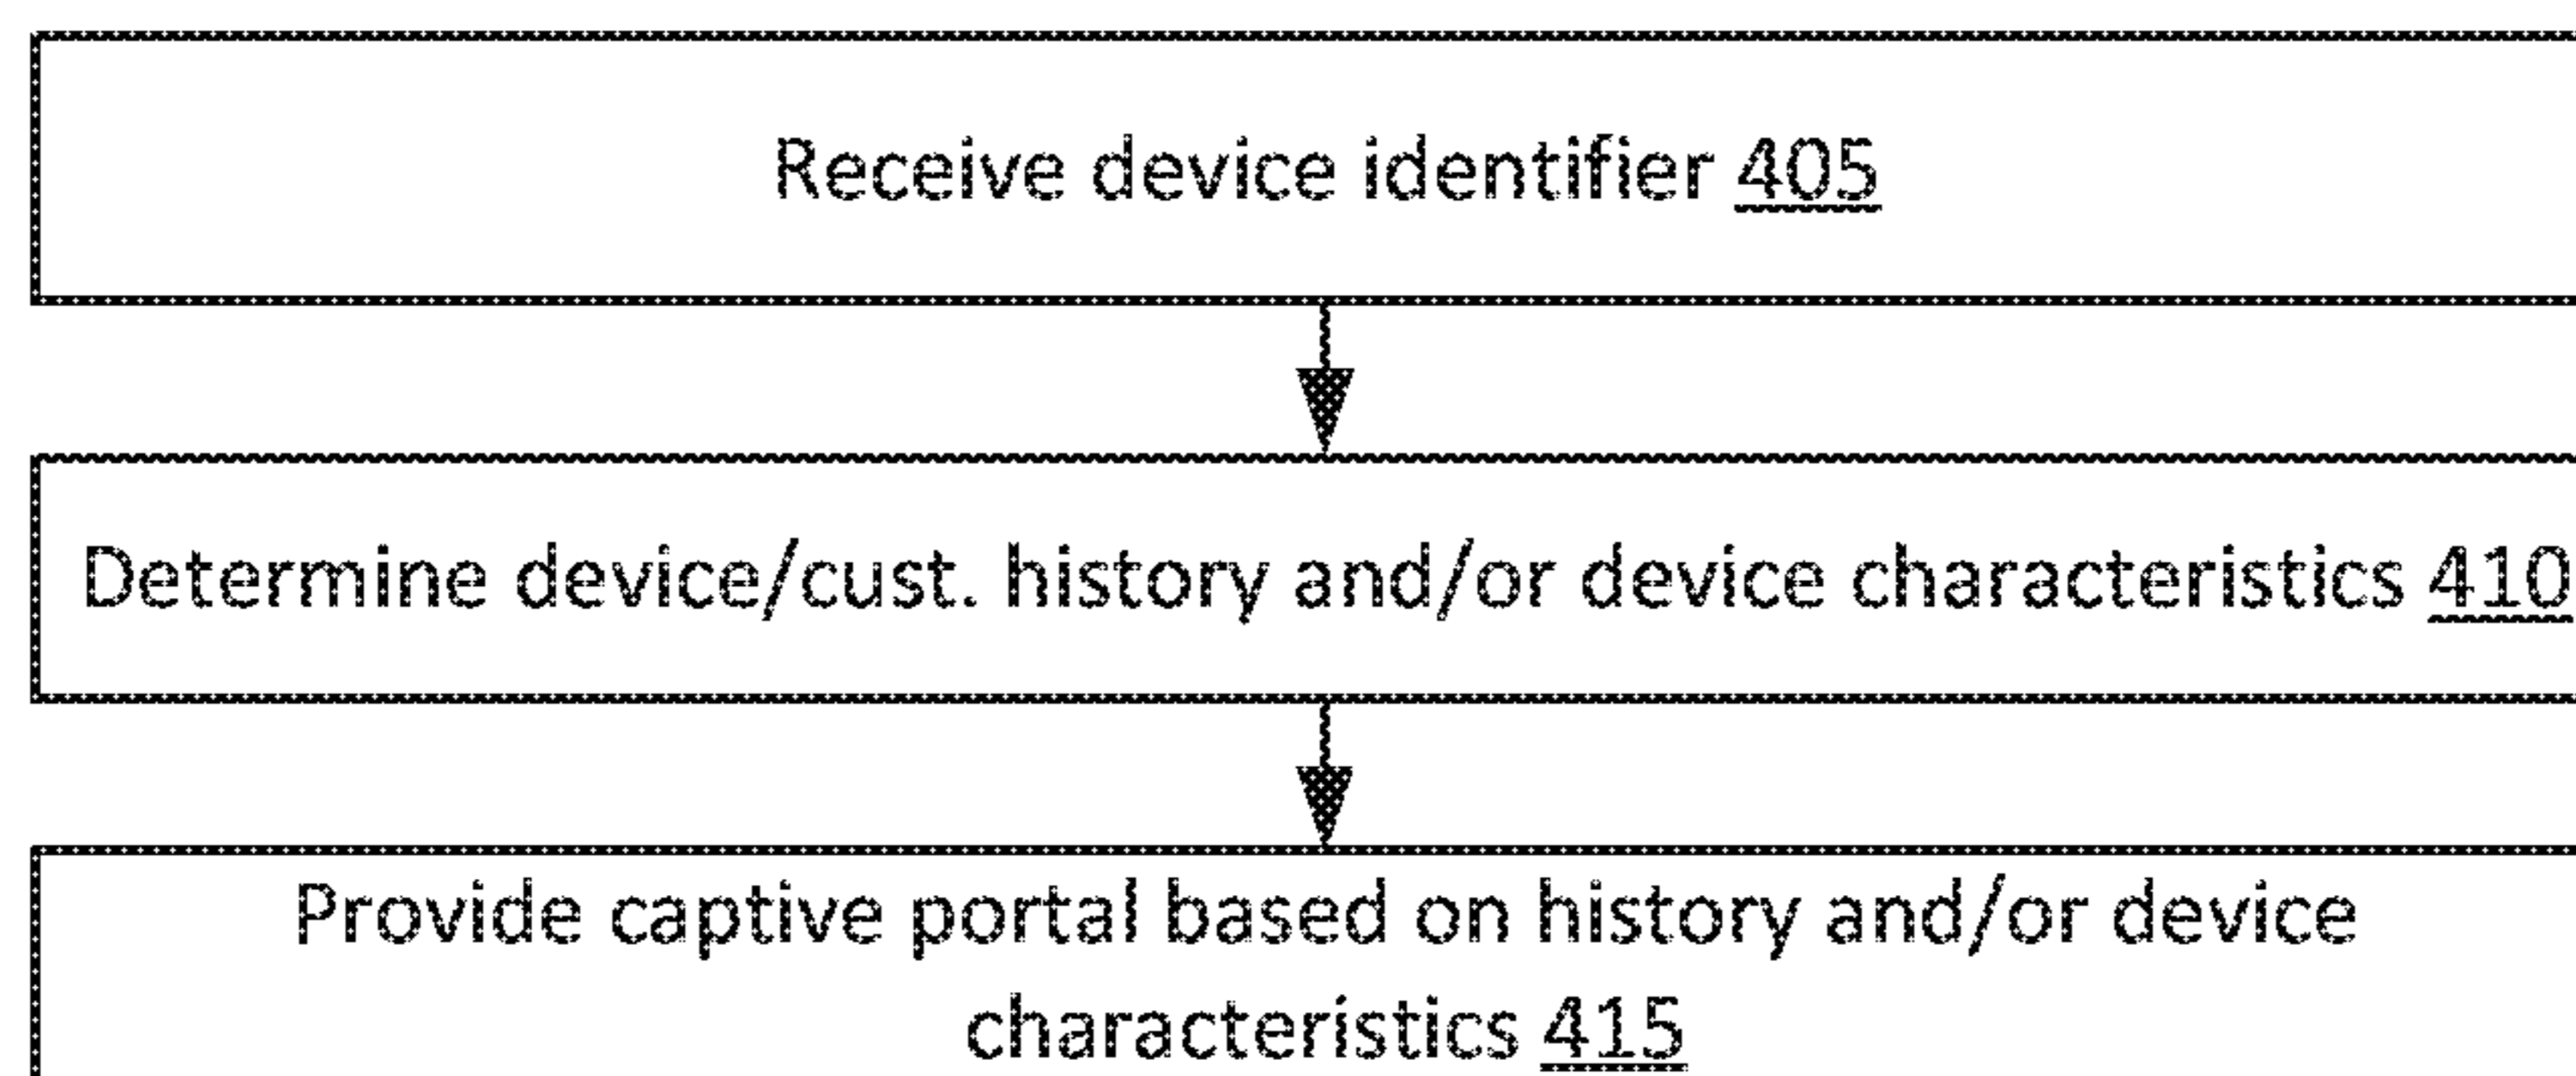 Receive device identifier 405
Determine device/cust. history and/or device characteristics 410
Provide captive portal based on history and/or device
characteristics 415